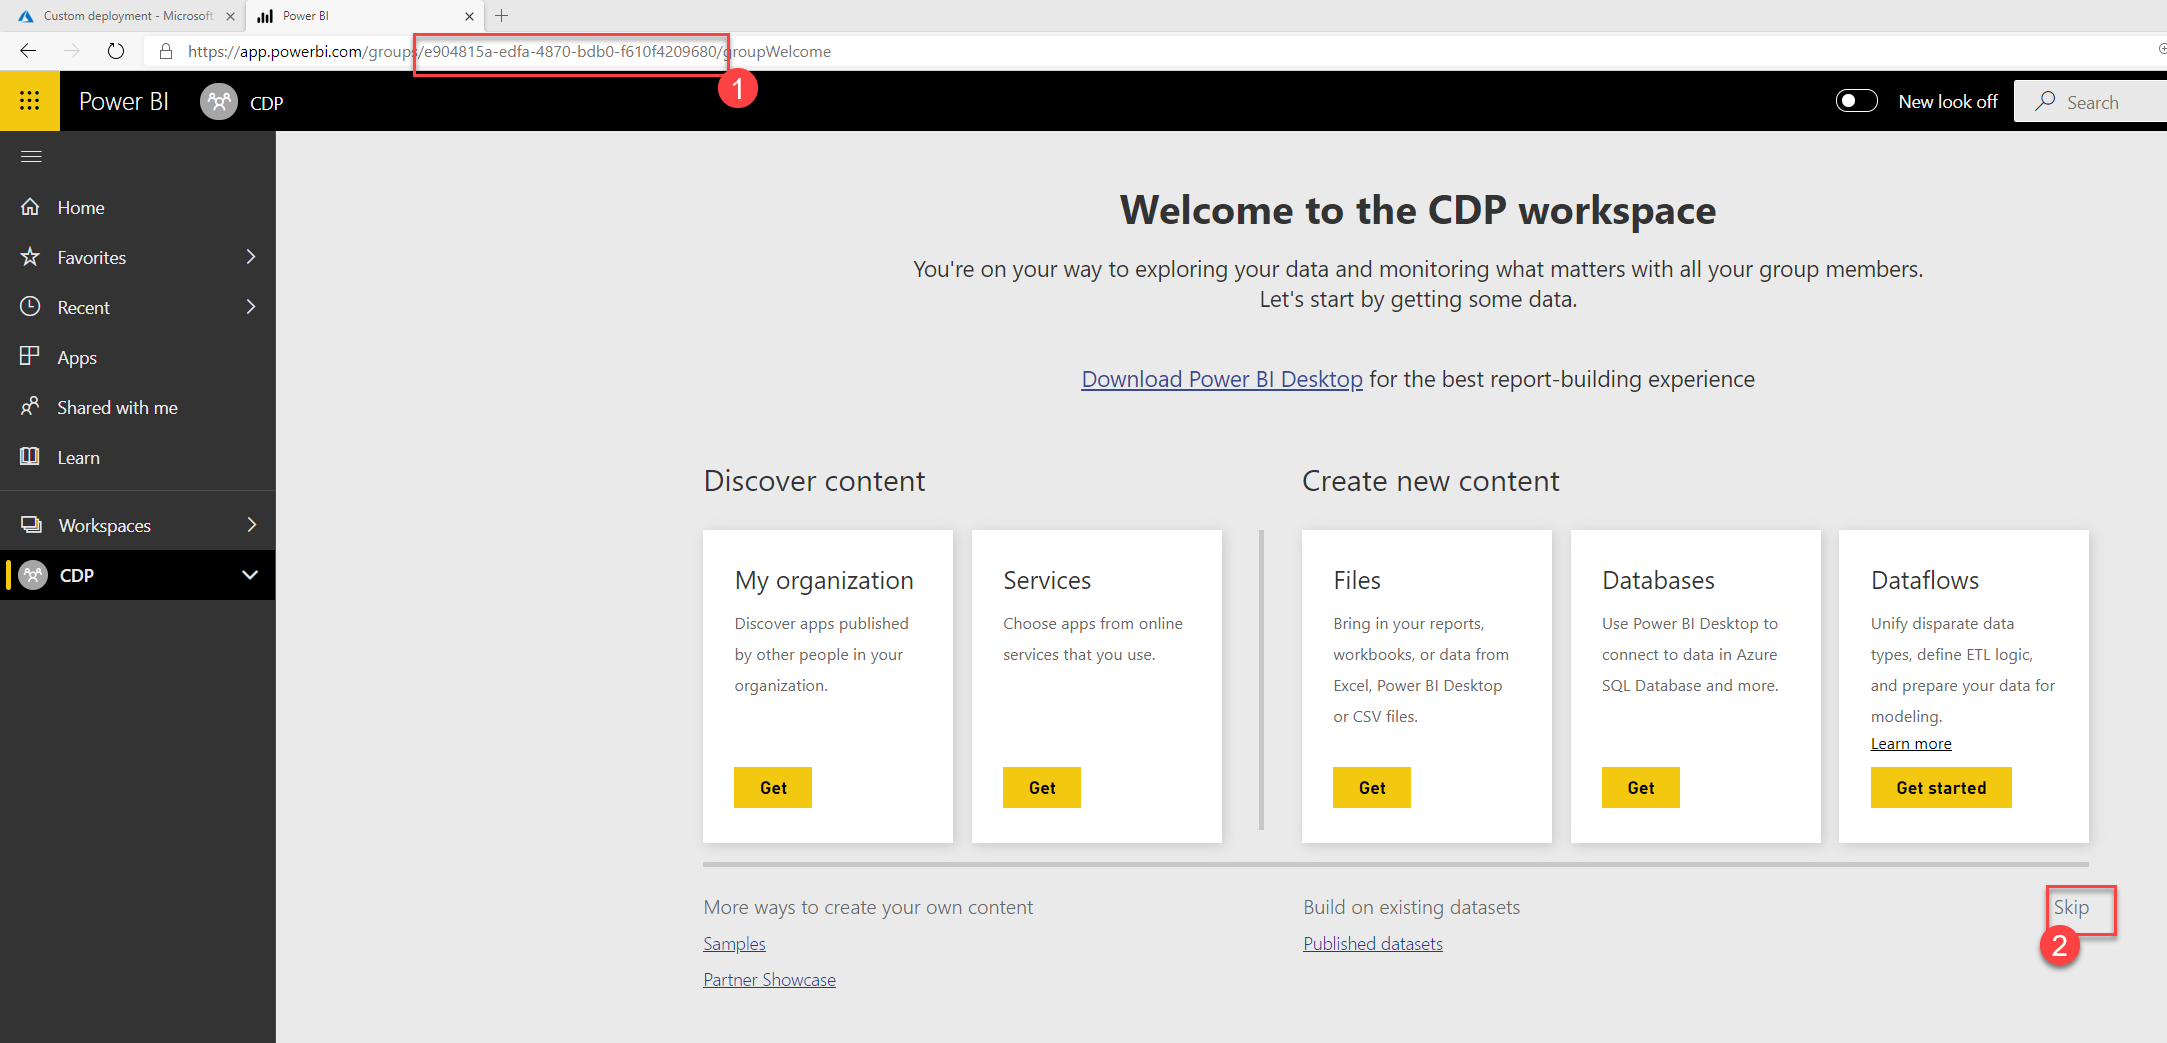 Custom deployment - Microsoft
Power BI
https://app.powerbi.com/groups/e904815a-edfa-4870-bdb0-f610f4209680/groupWelcome
1
Power BI
CDP
New look off
Search
Home
Favorites
Recent
Apps
Shared with me
Learn
Workspaces
CDP
Welcome to the CDP workspace
You're on your way to exploring your data and monitoring what matters with all your group members.
Let's start by getting some data.
Download Power BI Desktop for the best report-building experience
Discover content
My organization
Discover apps published
by other people in your
organization.
Get
Services
Choose apps from online
services that you use.
Get
Create new content
Files
Bring in your reports,
workbooks, or data from
Excel, Power BI Desktop
or CSV files.
Get
Databases
Use Power BI Desktop to
connect to data in Azure
SQL Database and more.
Get
Dataflows
Unify disparate data
types, define ETL logic,
and prepare your data for
modeling.
Learn more
Get started
More ways to create your own content
Samples
Partner Showcase
Build on existing datasets
Published datasets
Skip
2